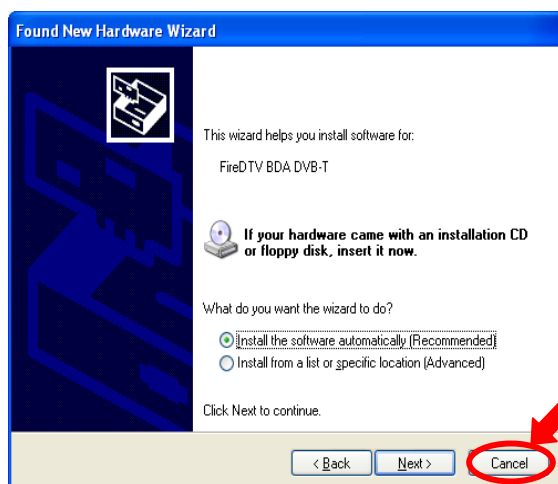 Found New Hardware Wizard
This wizard helps you install software for:
FireDTV BDA DVB-T
If your hardware came with an installation CD
or floppy disk, insert it now.
What do you want the wizard to do?
Install the software automatically (Recommended)
Install from a list or specific location (Advanced)
Click Next to continue.
< Back Next > Cancel